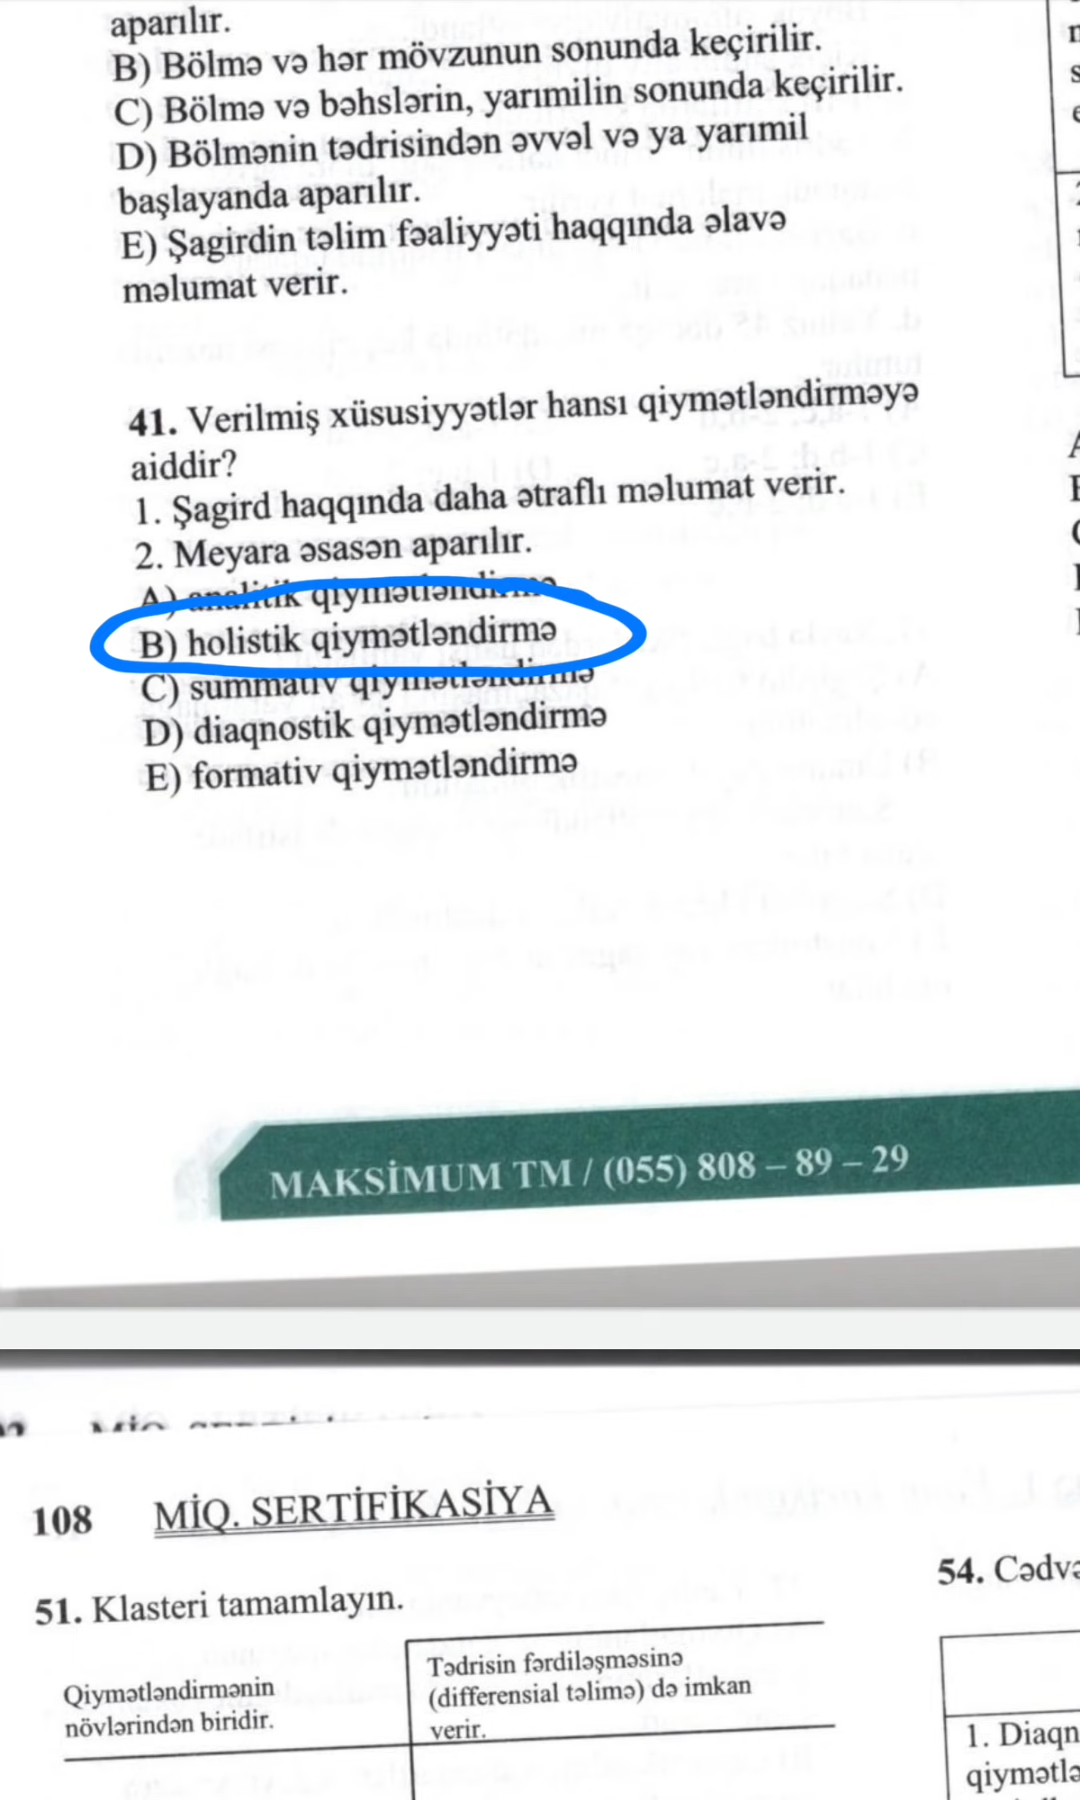 aparılır.
B) Bölmə və hər mövzunun sonunda keçirilir.
C) Bölmə və bəhslərin, yarımilin sonunda keçirilir.
D) Bölmənin tədrisindən əvvəl və ya yarımil
başlayanda aparılır.
E) Şagirdin təlim fəaliyyəti haqqında əlavə
məlumat verir.
41. Verilmiş xüsusiyyətlər hansı qiymətləndirməyə
aiddir?
1. Şagird haqqında daha ətraflı məlumat verir.
2. Meyara əsasən aparılır.
A) analitik qiymətləndirmə
B) holistik qiymətləndirmə
C) summativ qiymətləndirmə
D) diaqnostik qiymətləndirmə
E) formativ qiymətləndirmə
MAKSİMUM TM / (055) 808 – 89 – 29
108 MİQ. SERTİFİKASİYA
51. Klasteri tamamlayın.
Qiymətləndirmənin
növlərindən biridir.
Tədrisin fərdiləşməsinə
(differensial təlimə) də imkan
verir.
54.
1.